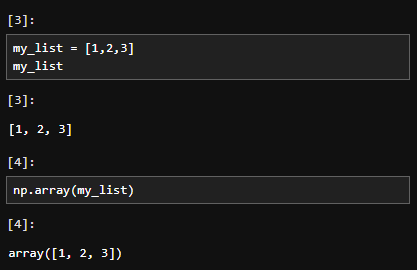 [3]:
my_list = [1,2,3]
my_list
[3]:
[1, 2, 3]
[4]:
np.array(my_list)
[4]:
array([1, 2, 3])